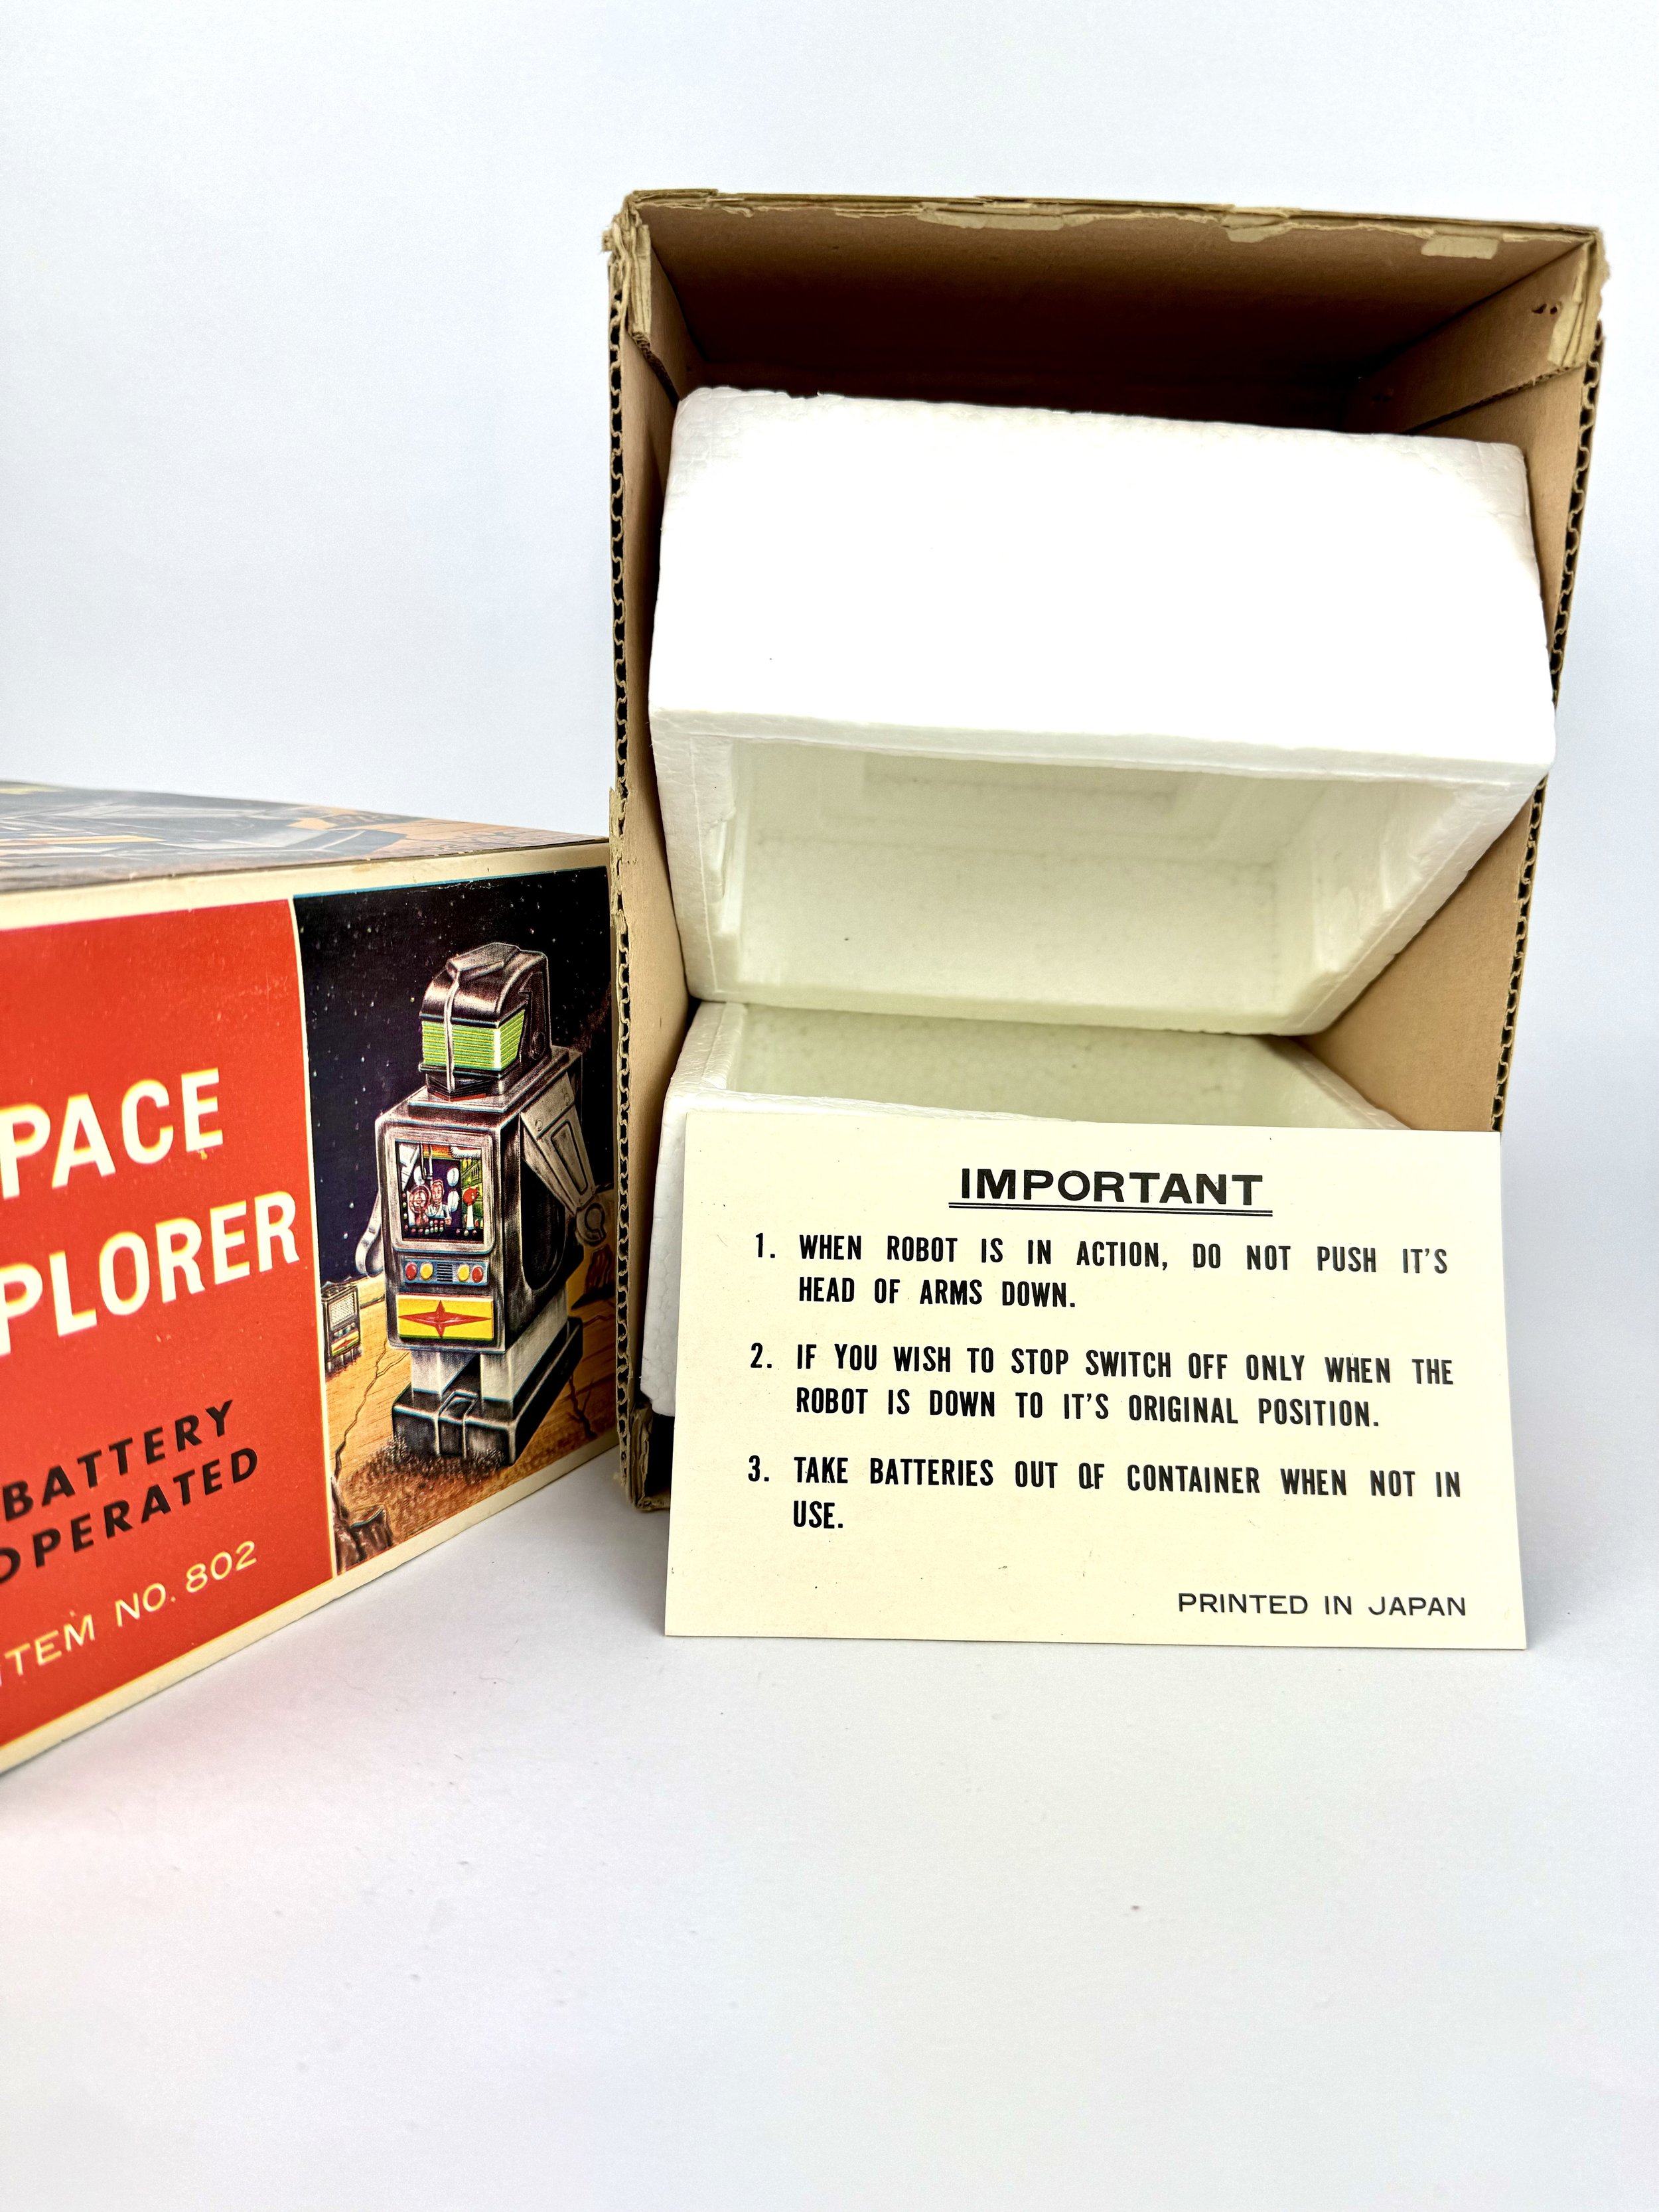 PACE
PLORER
BATTERY
OPERATED
ITEM NO. 802
IMPORTANT
1. WHEN ROBOT IS IN ACTION, DO NOT PUSH IT'S
HEAD OF ARMS DOWN.
2. IF YOU WISH TO STOP SWITCH OFF ONLY WHEN THE
ROBOT IS DOWN TO IT'S ORIGINAL POSITION.
3. TAKE BATTERIES OUT OF CONTAINER WHEN NOT IN
USE.
PRINTED IN JAPAN